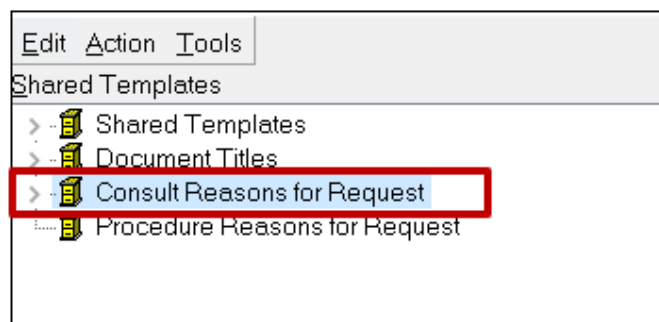 Edit Action Tools
Shared Templates
Shared Templates
Document Titles
Consult Reasons for Request
Procedure Reasons for Request